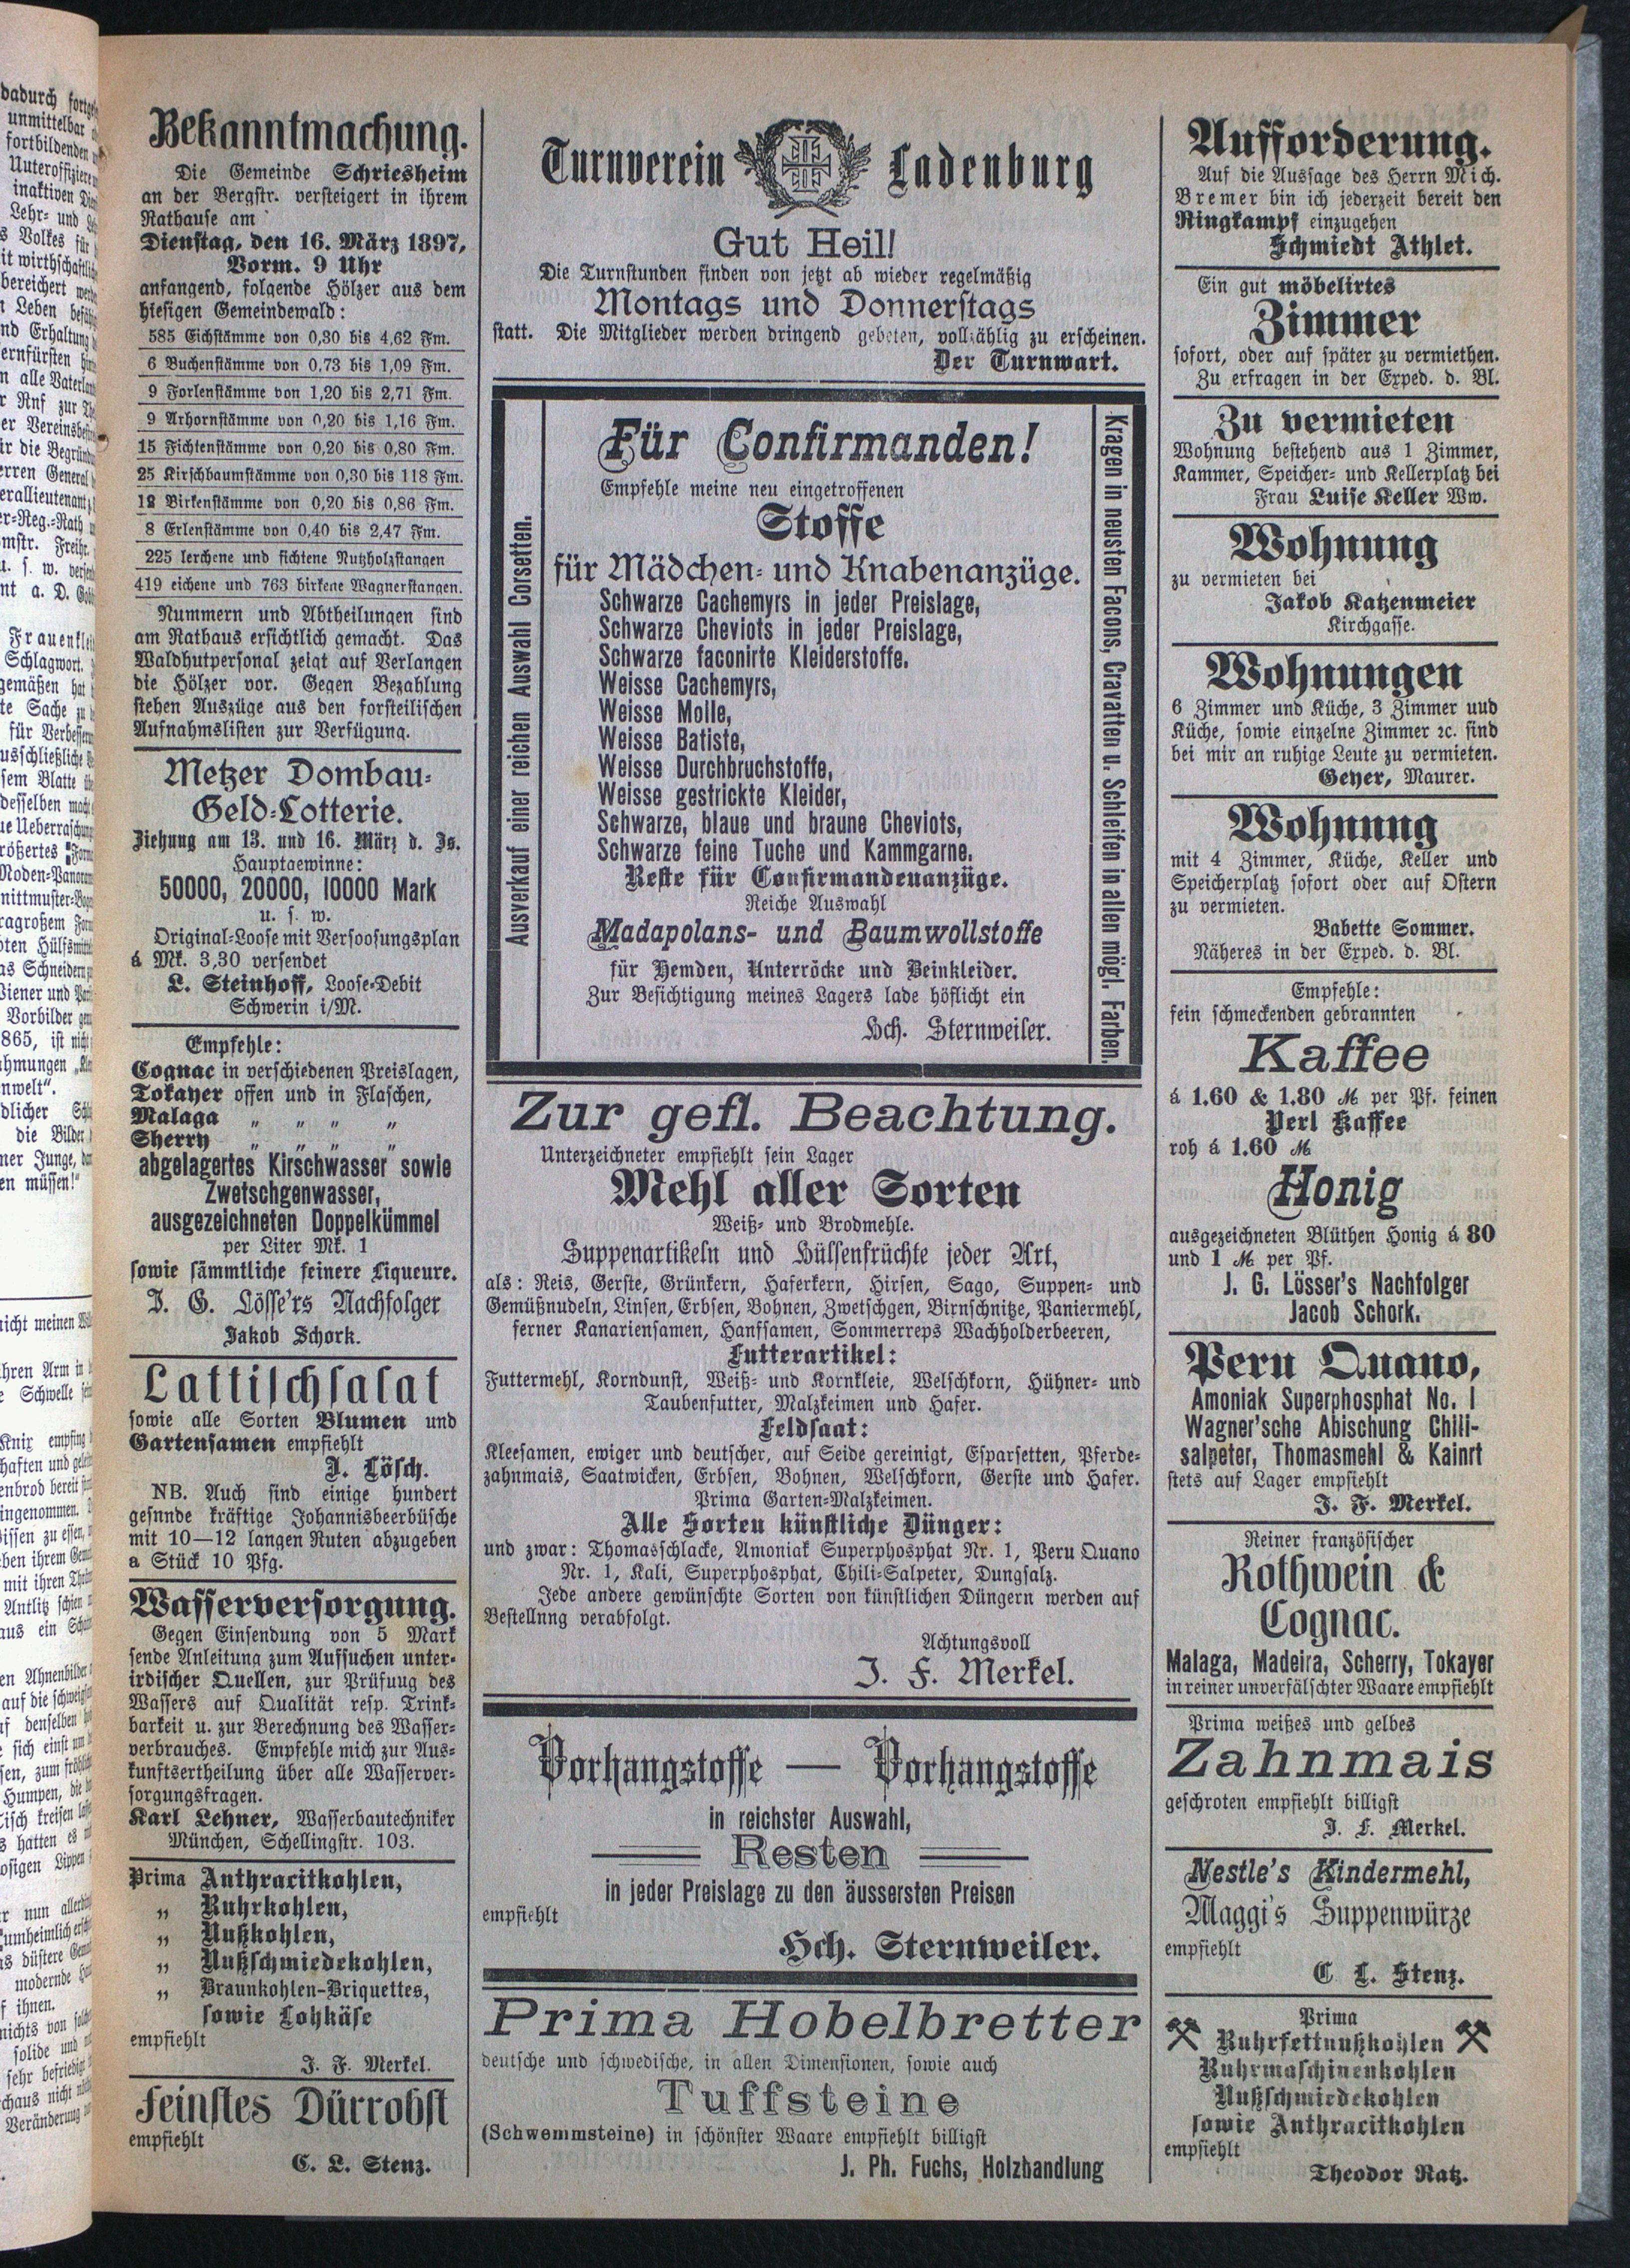 Bekanntmachung.
Die Gemeinde Schriesheim
an der Bergstr. versteigert in ihrem
Rathause am
Dienstag, den 16. März 1897,
Vorm. 9 Uhr
anfangend, folgende Hölzer aus dem
hiesigen Gemeindewald:
585 Eichstämme von 0,30 bis 4,62 Fm.
6 Buchenstämme von 0,73 bis 1,09 Fm.
9 Forlenstämme von 1,20 bis 2,71 Fm.
9 Arhornstämme von 0,20 bis 1,16 Fm.
15 Fichtenstämme von 0,20 bis 0,80 Fm.
25 Kirschbaumstämme von 0,30 bis 118 Fm.
12 Birkenstämme von 0,20 bis 0,86 Fm.
8 Erlenstämme von 0,40 bis 2,47 Fm.
225 lerchene und fichtene Nutzholzstangen
419 eichene und 763 birkene Wagnerstangen.
Nummern und Abtheilungen sind
am Rathaus ersichtlich gemacht. Das
Waldhutpersonal zeigt auf Verlangen
die Hölzer vor. Gegen Bezahlung
stehen Auszüge aus den forsteilischen
Aufnahmslisten zur Verfügung.
Metzer Dombau-
Geld-Lotterie.
Ziehung am 13. und 16. März d. Js.
Hauptgewinne:
50000, 20000, 10000 Mark
u. s. w.
Original-Loose mit Versoosungsplan
á Mk. 3,30 versendet
L. Steinhoff, Loose-Debit
Schwerin i/M.
Empfehle:
Cognac in verschiedenen Preislagen,
Tokayer offen und in Flaschen,
Malaga „ „ „ „
Sherry „ „ „ „
abgelagertes Kirschwasser sowie
Zwetschgenwasser,
ausgezeichneten Doppelkümmel
per Liter Mk. 1
sowie sämmtliche feinere Liqueure.
J. G. Lösse'rs Nachfolger
Jakob Schork.
Lattichsalat
sowie alle Sorten Blumen und
Gartensamen empfiehlt
J. Lösch.
NB. Auch sind einige hundert
gesunde kräftige Johannisbeerbüsche
mit 10—12 langen Ruten abzugeben
a Stück 10 Pfg.
Wasserversorgung.
Gegen Einsendung von 5 Mark
sende Anleitung zum Aufsuchen unter-
irdischer Quellen, zur Prüfuug des
Wassers auf Qualität resp. Trink-
barkeit u. zur Berechnung des Wasser-
verbrauches. Empfehle mich zur Aus-
kunftsertheilung über alle Wasserver-
sorgungsfragen.
Karl Lehner, Wasserbautechniker
München, Schellingstr. 103.
Prima Anthracitkohlen,
„ Ruhrkohlen,
„ Nußkohlen,
„ Nußschmiedekohlen,
„ Braunkohlen-Briquettes,
sowie Lohkäse
empfiehlt
J. F. Merkel.
Feinstes Dürrobst
empfiehlt
C. L. Stenz.
Turnverein Ladenburg
Gut Heil!
Die Turnstunden finden von jetzt ab wieder regelmäßig
Montags und Donnerstags
statt. Die Mitglieder werden dringend gebeten, vollzählig zu erscheinen.
Der Turnwart.
Ausverkauf einer reichen Auswahl Corsetten.
Für Confirmanden!
Empfehle meine neu eingetroffenen
Stoffe
für Mädchen- und Knabenanzüge.
Schwarze Cachemyrs in jeder Preislage,
Schwarze Cheviots in jeder Preislage,
Schwarze faconirte Kleiderstoffe.
Weisse Cachemyrs,
Weisse Molle,
Weisse Batiste,
Weisse Durchbruchstoffe,
Weisse gestrickte Kleider,
Schwarze, blaue und braune Cheviots,
Schwarze feine Tuche und Kammgarne.
Reste für Confirmandenanzüge.
Reiche Auswahl
Madapolans- und Baumwollstoffe
für Hemden, Unterröcke und Beinkleider.
Zur Besichtigung meines Lagers lade höflicht ein
Hch. Sternweiler.
Kragen in neusten Facons, Cravatten u. Schleifen in allen mögl. Farben.
Zur gefl. Beachtung.
Unterzeichneter empfiehlt sein Lager
Mehl aller Sorten
Weiß- und Brodmehle.
Suppenartikeln und Hülsenfrüchte jeder Art,
als: Reis, Gerste, Grünkern, Haferkern, Hirsen, Sago, Suppen- und
Gemüßnudeln, Linsen, Erbsen, Bohnen, Zwetschgen, Birnschnitze, Paniermehl,
ferner Kanariensamen, Hanfsamen, Sommerreps Wachholderbeeren,
Futterartikel:
Futtermehl, Korndunst, Weiß- und Kornkleie, Welschkorn, Hühner- und
Taubenfutter, Malzkeimen und Hafer.
Feldsaat:
Kleesamen, ewiger und deutscher, auf Seide gereinigt, Esparsetten, Pferde-
zahnmais, Saatwicken, Erbsen, Bohnen, Welschkorn, Gerste und Hafer.
Prima Garten-Malzkeimen.
Alle Sorten künstliche Dünger:
und zwar: Thomasschlacke, Amoniak Superphosphat Nr. 1, Peru Quano
Nr. 1, Kali, Superphosphat, Chili-Salpeter, Dungsalz.
Jede andere gewünschte Sorten von künstlichen Düngern werden auf
Bestellnng verabfolgt.
Achtungsvoll
J. F. Merkel.
Vorhangstoffe — Vorhangstoffe
in reichster Auswahl,
Resten
in jeder Preislage zu den äussersten Preisen
empfiehlt
Hch. Sternweiler.
Prima Hobelbretter
deutsche und schwedische, in allen Dimensionen, sowie auch
Tuffsteine
(Schwemmsteine) in schönster Waare empfiehlt billigst
J. Ph. Fuchs, Holzhandlung
Aufforderung.
Auf die Aussage des Herrn Mich.
Bremer bin ich jederzeit bereit den
Ringkampf einzugehen
Schmiedt Athlet.
Ein gut möbelirtes
Zimmer
sofort, oder auf später zu vermiethen.
Zu erfragen in der Exped. d. Bl.
Zu vermieten
Wohnung bestehend aus 1 Zimmer,
Kammer, Speicher- und Kellerplatz bei
Frau Luise Keller Ww.
Wohnung
zu vermieten bei
Jakob Katzenmeier
Kirchgasse.
Wohnungen
6 Zimmer und Küche, 3 Zimmer uud
Küche, sowie einzelne Zimmer ꝛc. sind
bei mir an ruhige Leute zu vermieten.
Geyer, Maurer.
Wohnung
mit 4 Zimmer, Küche, Keller und
Speicherplatz sofort oder auf Ostern
zu vermieten.
Babette Sommer.
Näheres in der Exped. d. Bl.
Empfehle:
fein schmeckenden gebrannten
Kaffee
á 1.60 & 1.80 ℳ per Pf. feinen
Perl Kaffee
roh á 1.60 ℳ
Honig
ausgezeichneten Blüthen Honig á 80
und 1 ℳ per Pf.
J. G. Lösser's Nachfolger
Jacob Schork.
Peru Quano,
Amoniak Superphosphat No. I
Wagner'sche Abischung Chili-
salpeter, Thomasmehl & Kainrt
stets auf Lager empfiehlt
J. F. Merkel.
Reiner französischer
Rothwein &
Cognac.
Malaga, Madeira, Scherry, Tokayer
in reiner unverfälschter Waare empfiehlt
Prima weißes und gelbes
Zahnmais
geschroten empfiehlt billigst
J. F. Merkel.
Nestle's Kindermehl,
Maggi's Suppenwürze
empfiehlt
C L. Stenz.
Prima
Ruhrfettnußkohlen
Ruhrmaschinenkohlen
Nußschmiedekohlen
sowie Anthracitkohlen
empfiehlt
Theodor Ratz.